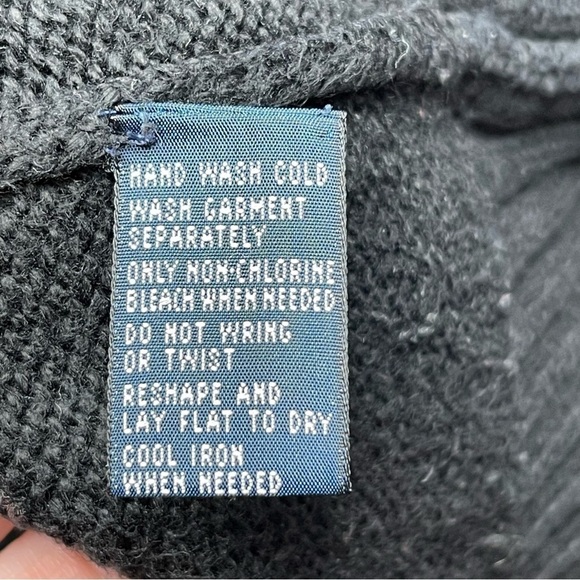 HAND WASH COLD
WASH GARMENT
SEPARATELY
ONLY NON-CHLORINE
BLEACH WHEN NEEDED
DO NOT WRING
OR TWIST
RESHAPE AND
LAY FLAT TO DRY
COOL IRON
WHEN NEEDED